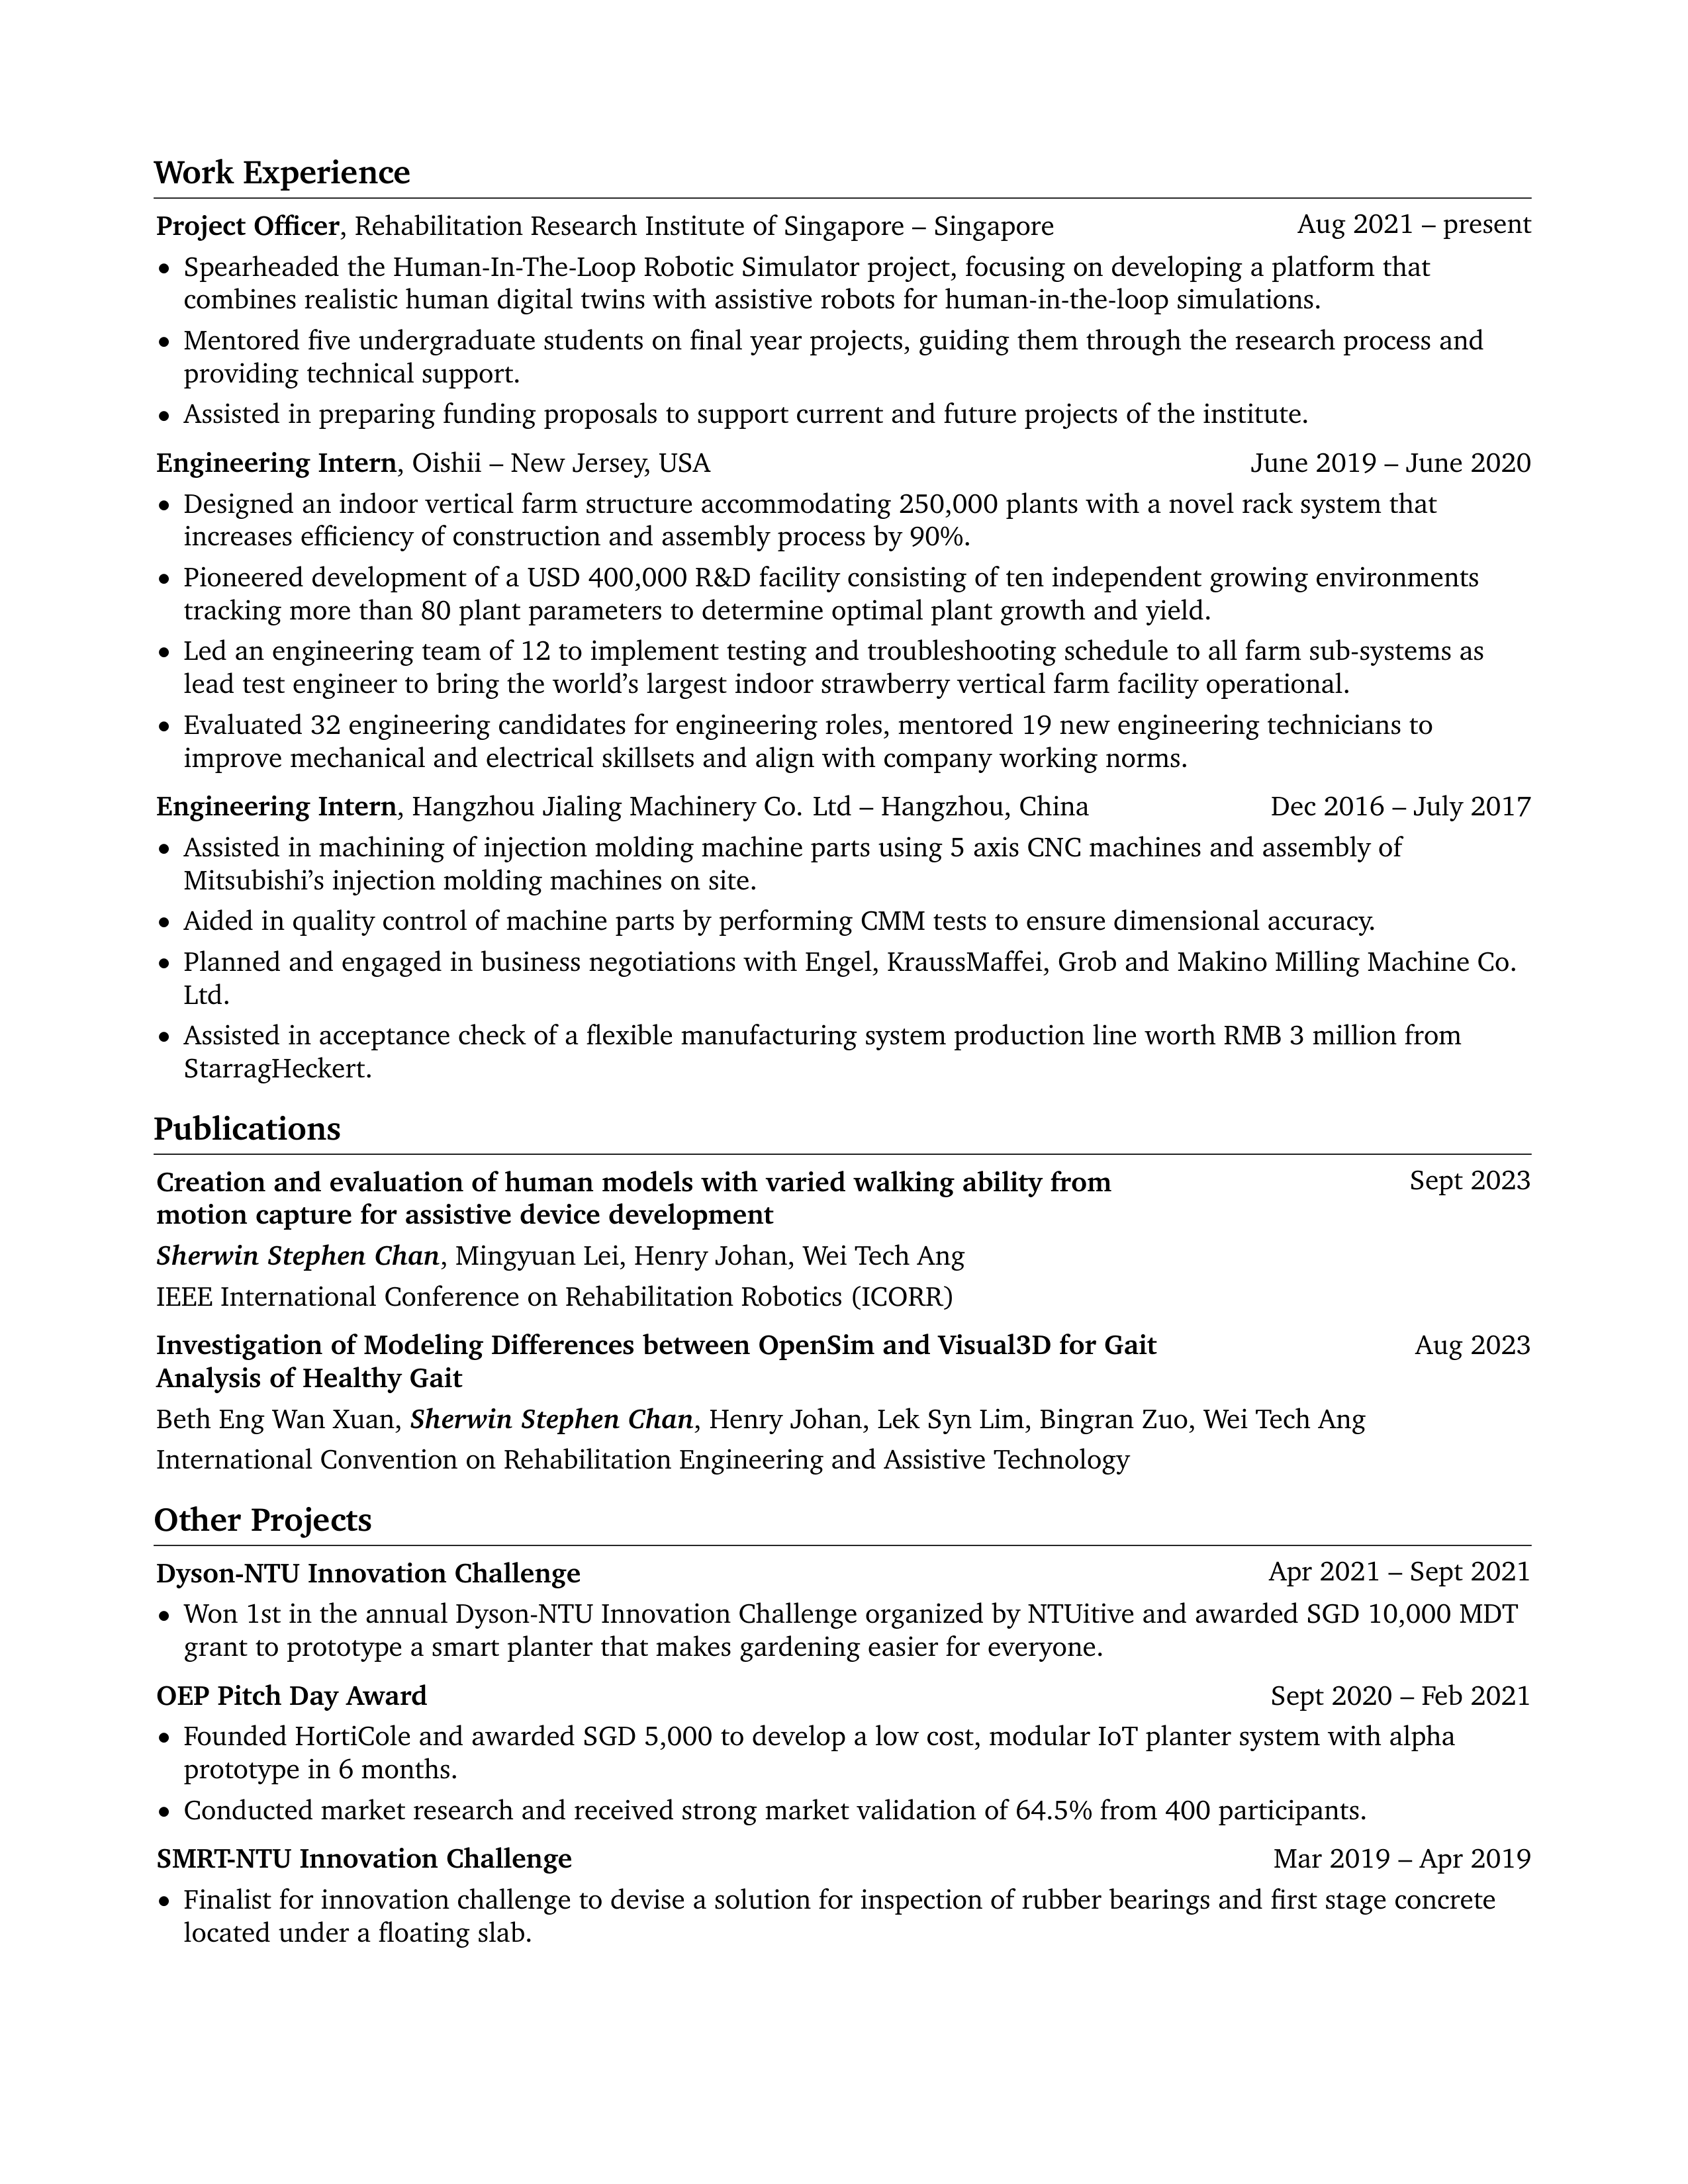 Work Experience
Project Officer, Rehabilitation Research Institute of Singapore – Singapore Aug 2021 – present
• Spearheaded the Human-In-The-Loop Robotic Simulator project, focusing on developing a platform that
combines realistic human digital twins with assistive robots for human-in-the-loop simulations.
• Mentored five undergraduate students on final year projects, guiding them through the research process and
providing technical support.
• Assisted in preparing funding proposals to support current and future projects of the institute.
Engineering Intern, Oishii – New Jersey, USA June 2019 – June 2020
• Designed an indoor vertical farm structure accommodating 250,000 plants with a novel rack system that
increases efficiency of construction and assembly process by 90%.
• Pioneered development of a USD 400,000 R&D facility consisting of ten independent growing environments
tracking more than 80 plant parameters to determine optimal plant growth and yield.
• Led an engineering team of 12 to implement testing and troubleshooting schedule to all farm sub-systems as
lead test engineer to bring the world’s largest indoor strawberry vertical farm facility operational.
• Evaluated 32 engineering candidates for engineering roles, mentored 19 new engineering technicians to
improve mechanical and electrical skillsets and align with company working norms.
Engineering Intern, Hangzhou Jialing Machinery Co. Ltd – Hangzhou, China Dec 2016 – July 2017
• Assisted in machining of injection molding machine parts using 5 axis CNC machines and assembly of
Mitsubishi’s injection molding machines on site.
• Aided in quality control of machine parts by performing CMM tests to ensure dimensional accuracy.
• Planned and engaged in business negotiations with Engel, KraussMaffei, Grob and Makino Milling Machine Co.
Ltd.
• Assisted in acceptance check of a flexible manufacturing system production line worth RMB 3 million from
StarragHeckert.
Publications
Creation and evaluation of human models with varied walking ability from Sept 2023
motion capture for assistive device development
Sherwin Stephen Chan, Mingyuan Lei, Henry Johan, Wei Tech Ang
IEEE International Conference on Rehabilitation Robotics (ICORR)
Investigation of Modeling Differences between OpenSim and Visual3D for Gait Aug 2023
Analysis of Healthy Gait
Beth Eng Wan Xuan, Sherwin Stephen Chan, Henry Johan, Lek Syn Lim, Bingran Zuo, Wei Tech Ang
International Convention on Rehabilitation Engineering and Assistive Technology
Other Projects
Dyson-NTU Innovation Challenge Apr 2021 – Sept 2021
• Won 1st in the annual Dyson-NTU Innovation Challenge organized by NTUitive and awarded SGD 10,000 MDT
grant to prototype a smart planter that makes gardening easier for everyone.
OEP Pitch Day Award Sept 2020 – Feb 2021
• Founded HortiCole and awarded SGD 5,000 to develop a low cost, modular IoT planter system with alpha
prototype in 6 months.
• Conducted market research and received strong market validation of 64.5% from 400 participants.
SMRT-NTU Innovation Challenge Mar 2019 – Apr 2019
• Finalist for innovation challenge to devise a solution for inspection of rubber bearings and first stage concrete
located under a floating slab.